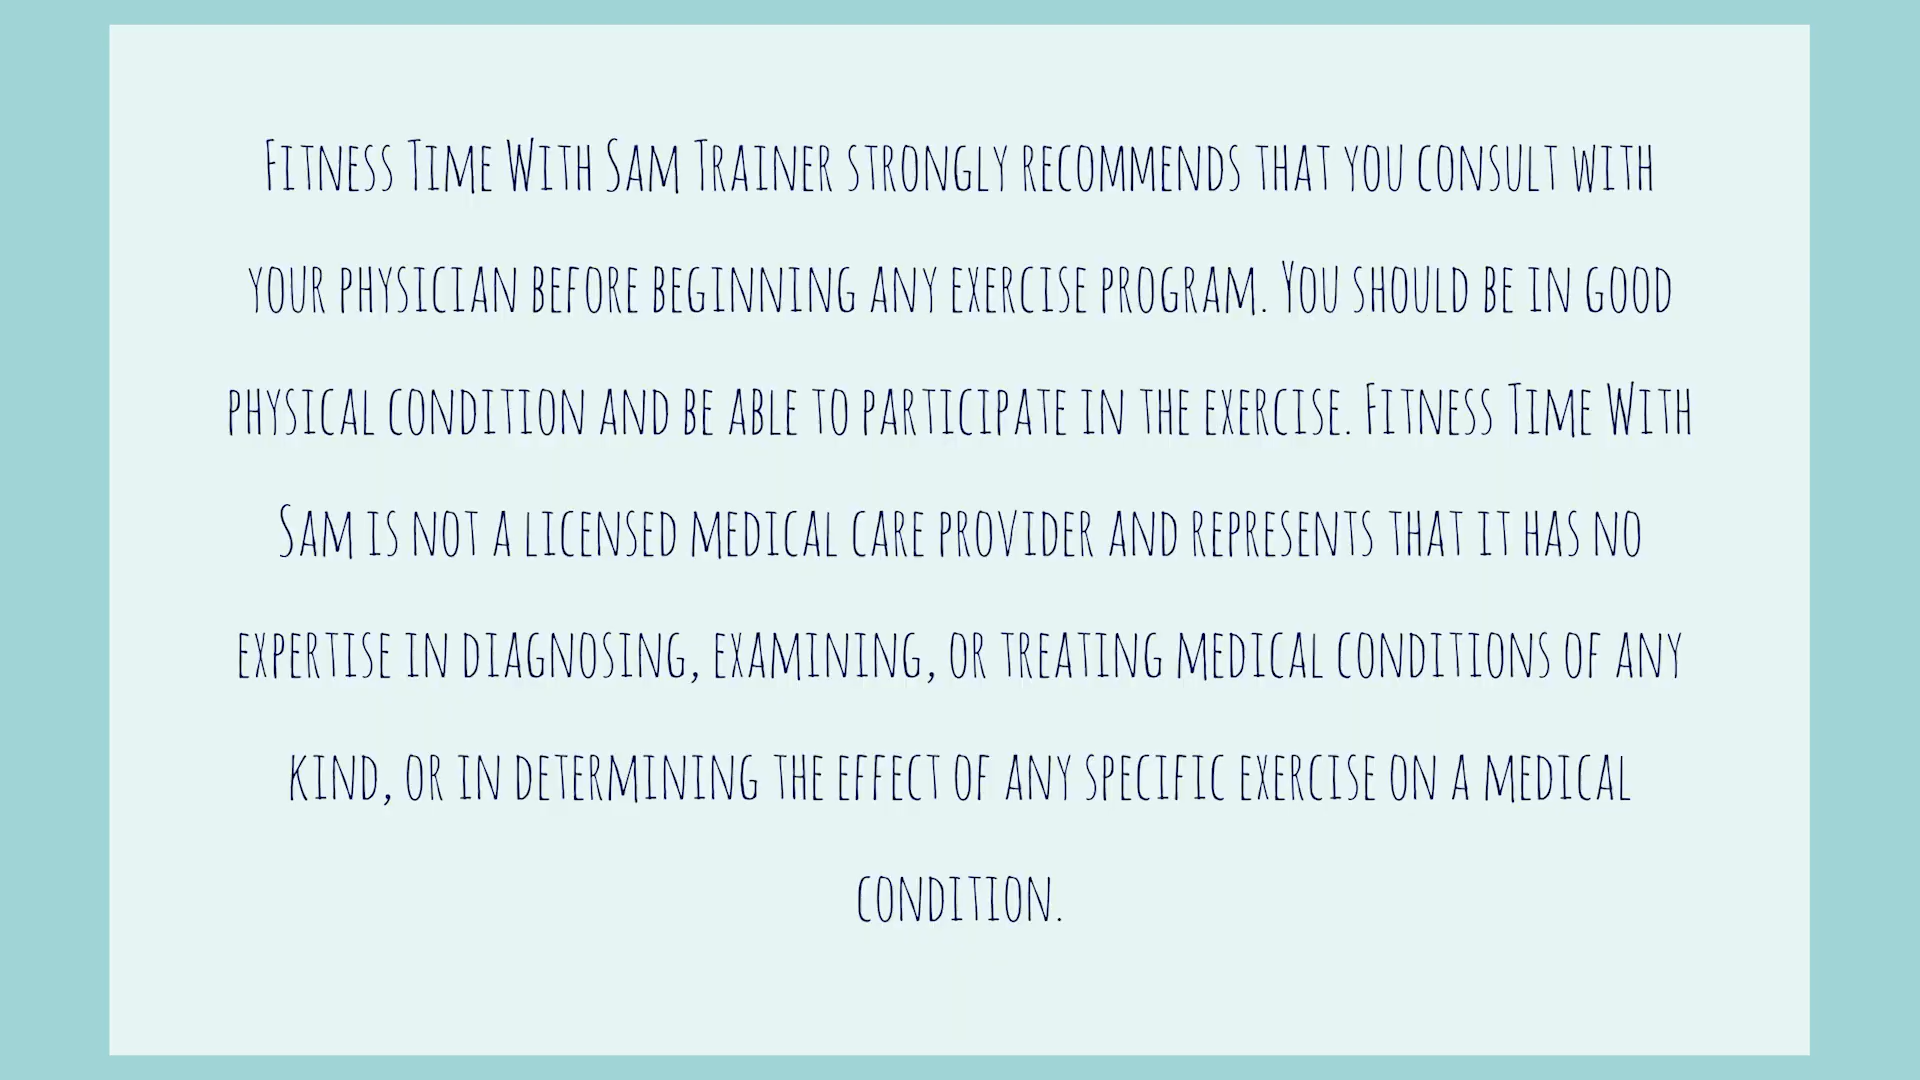 Fitness Time With Sam Trainer strongly recommends that you consult with
your physician before beginning any exercise program. You should be in good
physical condition and be able to participate in the exercise. Fitness Time With
Sam is not a licensed medical care provider and represents that it has no
expertise in diagnosing, examining, or treating medical conditions of any
kind, or in determining the effect of any specific exercise on a medical
condition.